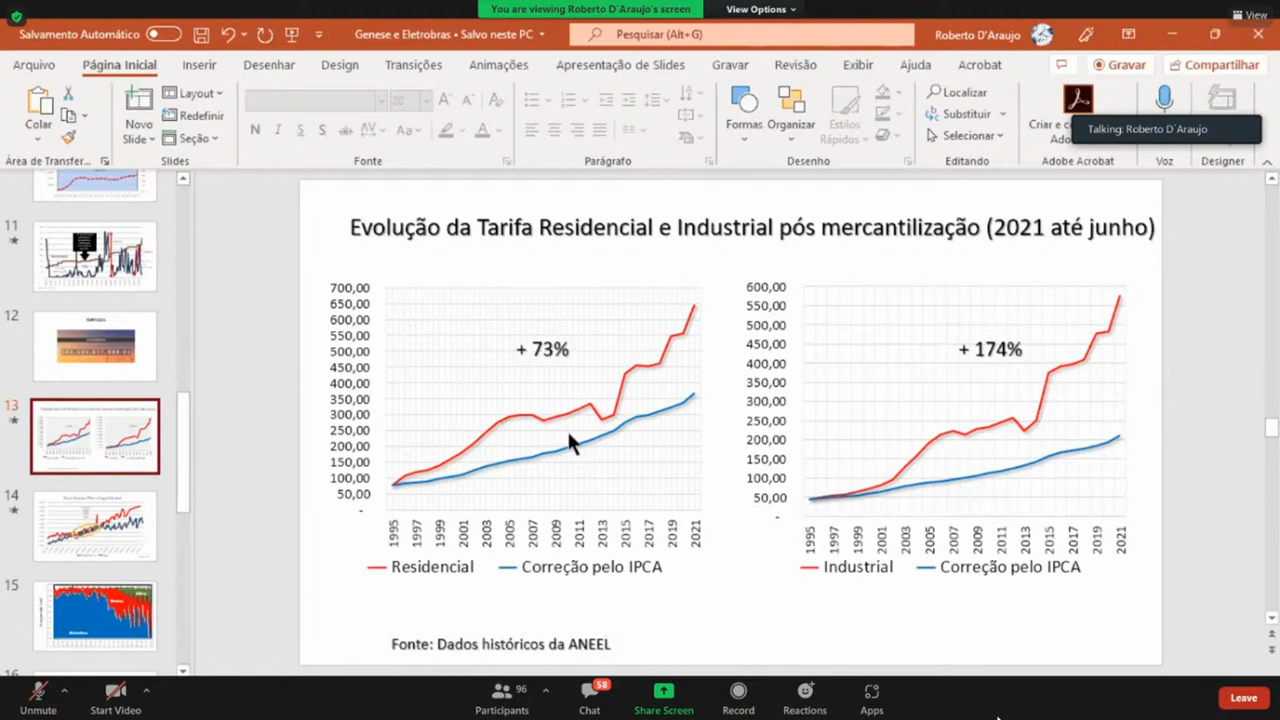 You are viewing Roberto D´Araujo's screen
View Options
View
Salvamento Automático
Genese e Eletrobras • Salvo neste PC
Pesquisar (Alt+G)
Roberto D'Araujo
Arquivo Página Inicial Inserir Desenhar Design Transições Animações Apresentação de Slides Gravar Revisão Exibir Ajuda Acrobat
Gravar
Compartilhar
Colar
Novo
Slide
Layout
Redefinir
Seção
20
N I S S ab AV Aa
Formas Organizar Estilos
Rápidos
Localizar
Substituir
Selecionar
Talking: Roberto D´Araujo
Área de Transfer... Slides Fonte Parágrafo Desenho Editando Adobe Acrobat Voz Designer
11
12
13
14
15
16
Evolução da Tarifa Residencial e Industrial pós mercantilização (2021 até junho)
700,00
650,00
600,00
550,00
500,00
450,00
400,00
350,00
300,00
250,00
200,00
150,00
100,00
50,00
-
+ 73%
1995 1997 1999 2001 2003 2005 2007 2009 2011 2013 2015 2017 2019 2021
Residencial Correção pelo IPCA
600,00
550,00
500,00
450,00
400,00
350,00
300,00
250,00
200,00
150,00
100,00
50,00
-
+ 174%
1995 1997 1999 2001 2003 2005 2007 2009 2011 2013 2015 2017 2019 2021
Industrial Correção pelo IPCA
Fonte: Dados históricos da ANEEL
Unmute
Start Video
96
Participants
58
Chat
Share Screen
Record
Reactions
Apps
Leave